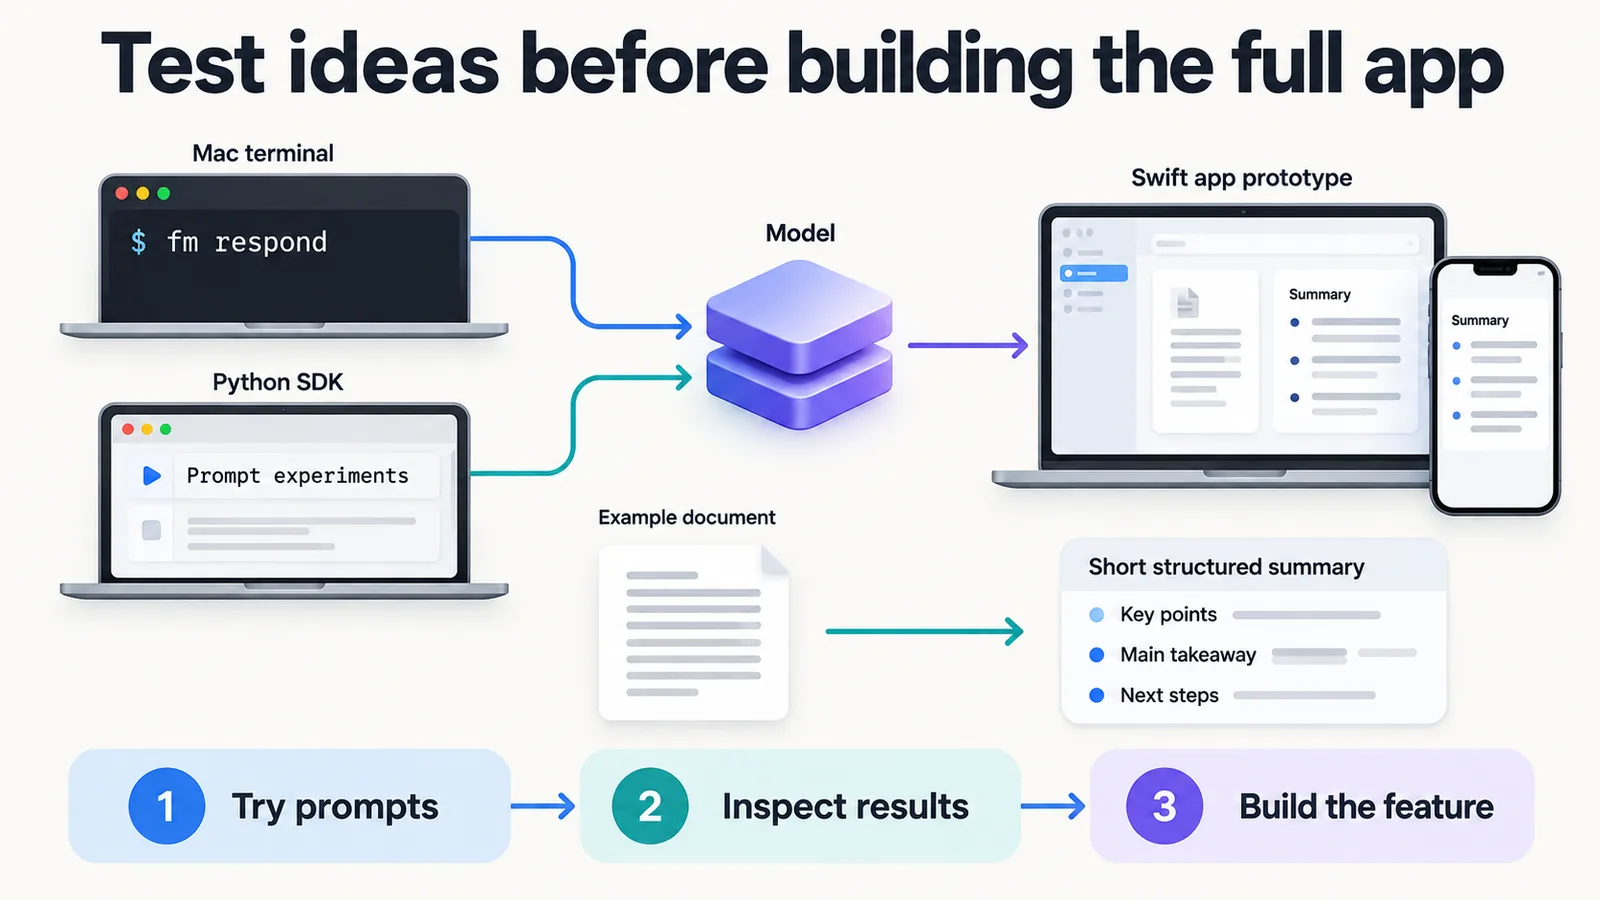 Test ideas before building the full app
Mac terminal
$ fm respond
Python SDK
Prompt experiments
Model
Swift app prototype
Summary
Summary
Example document
Short structured summary
Key points
Main takeaway
Next steps
1 Try prompts
2 Inspect results
3 Build the feature